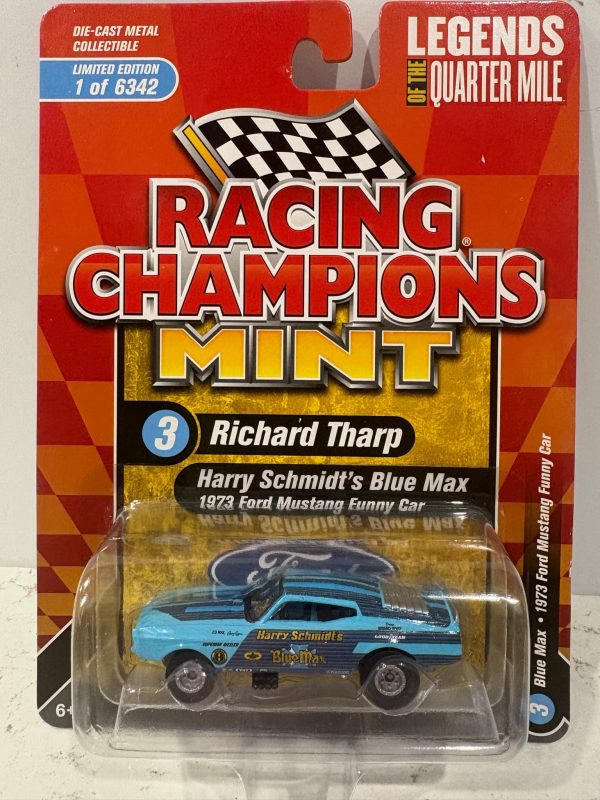 DIE-CAST METAL
COLLECTIBLE
LIMITED EDITION
1 of 6342
LEGENDS
OF THE
QUARTER MILE
RACING
CHAMPIONS®
MINT
3
Richard Tharp
Harry Schmidt's Blue Max
1973 Ford Mustang Funny Car
Ford
Harry Schmidt's
Blue Max
GOODYEAR
3 Blue Max • 1973 Ford Mustang Funny Car
6+